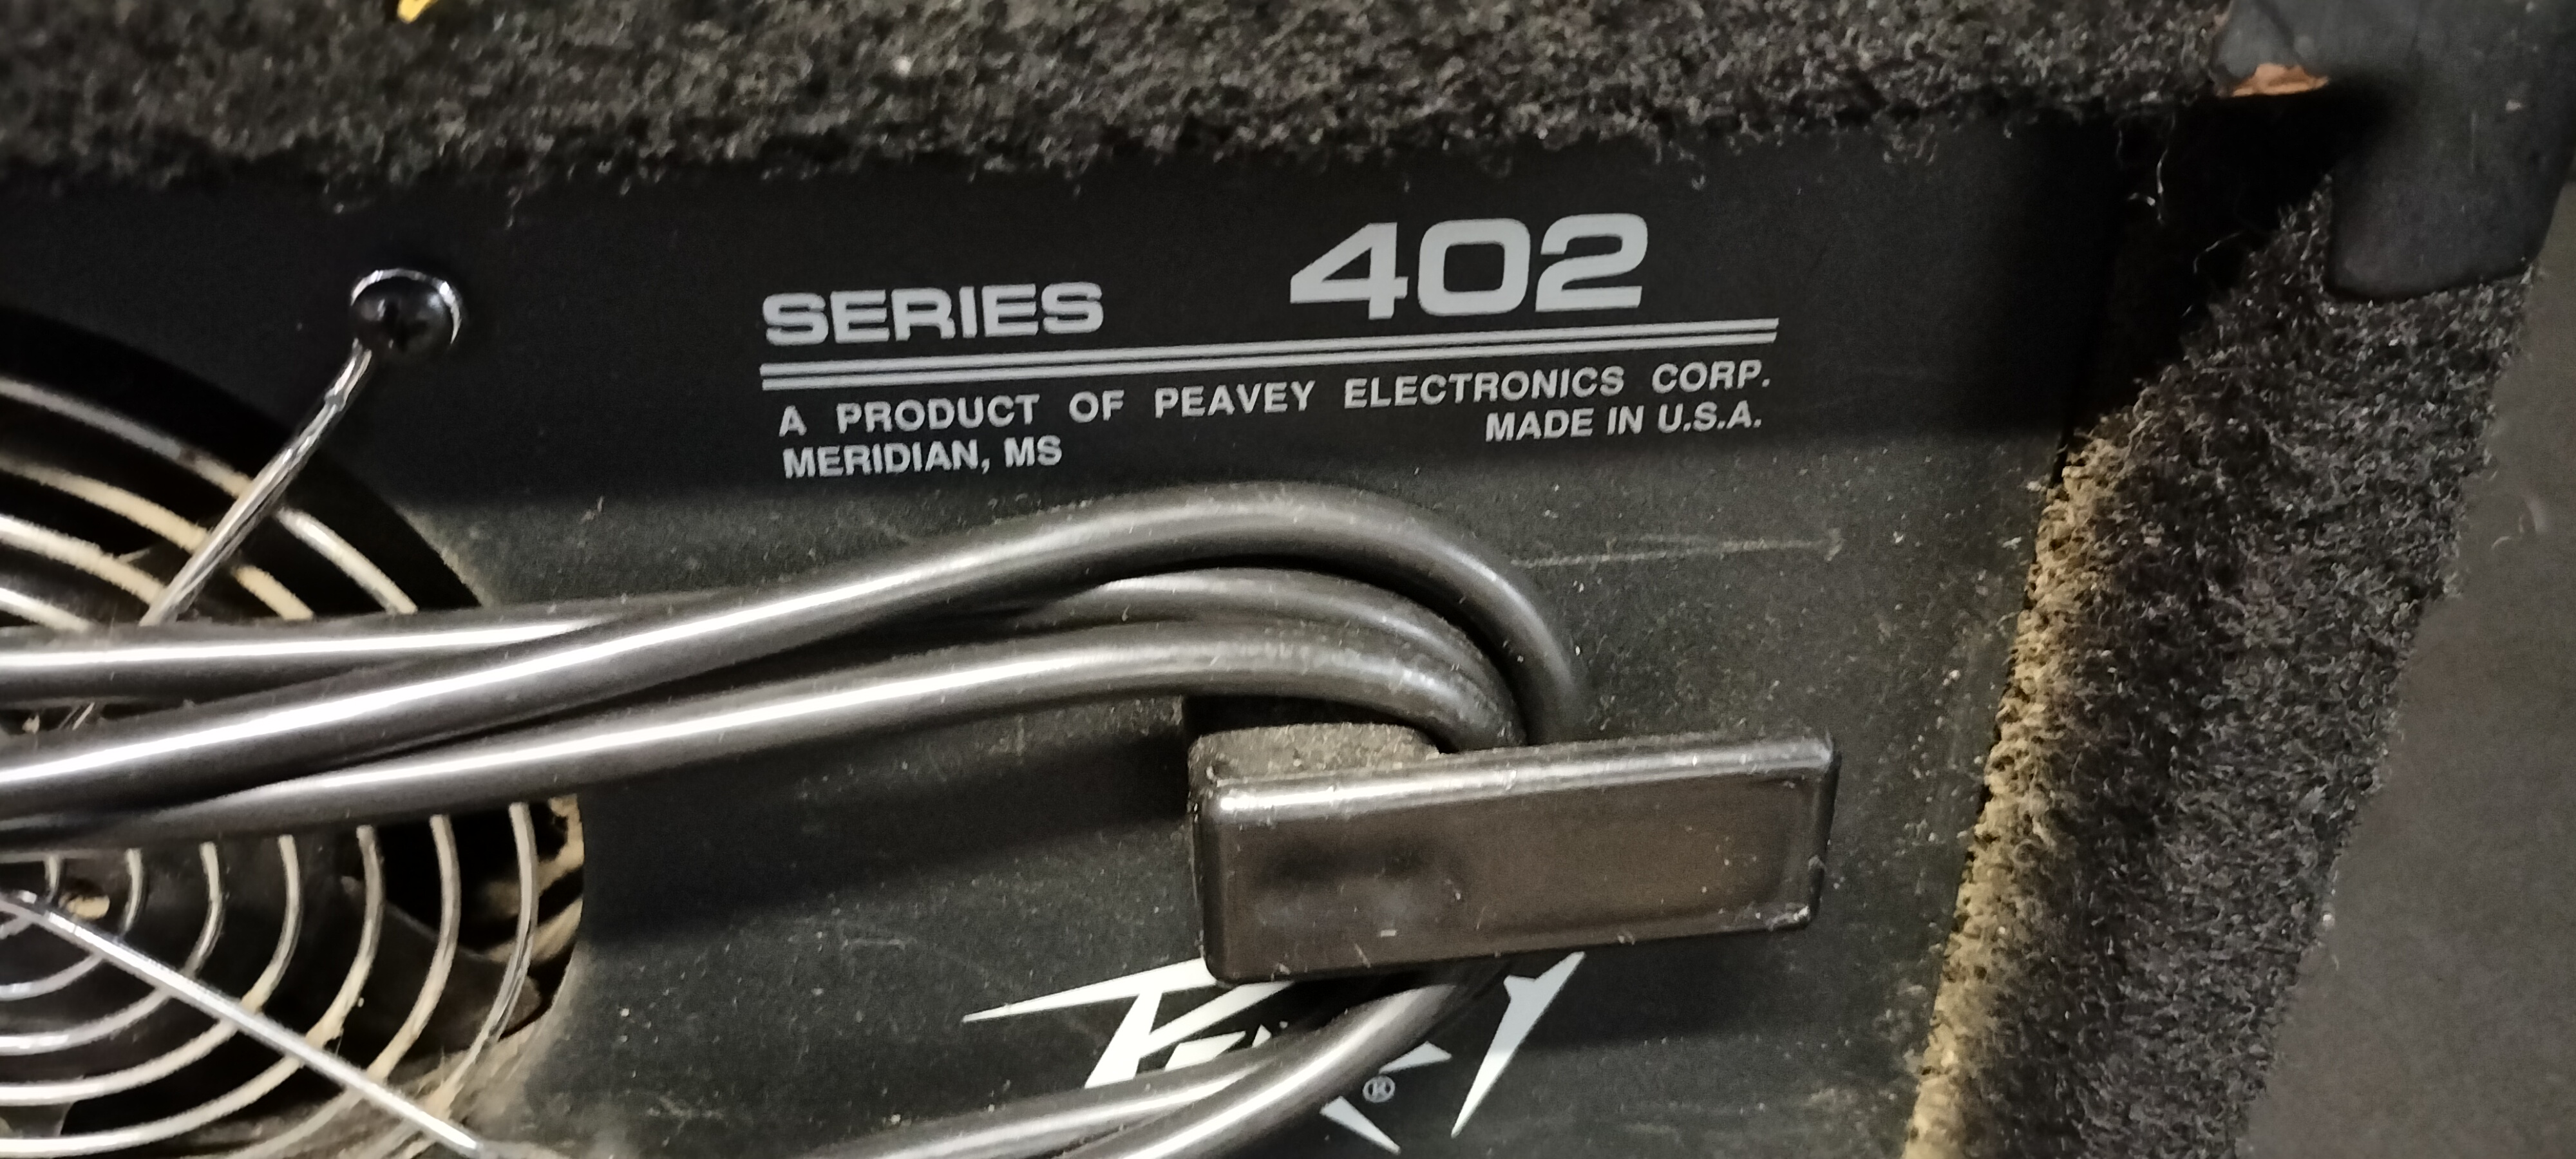 SERIES 402
A PRODUCT OF PEAVEY ELECTRONICS CORP.
MERIDIAN, MS MADE IN U.S.A.
®